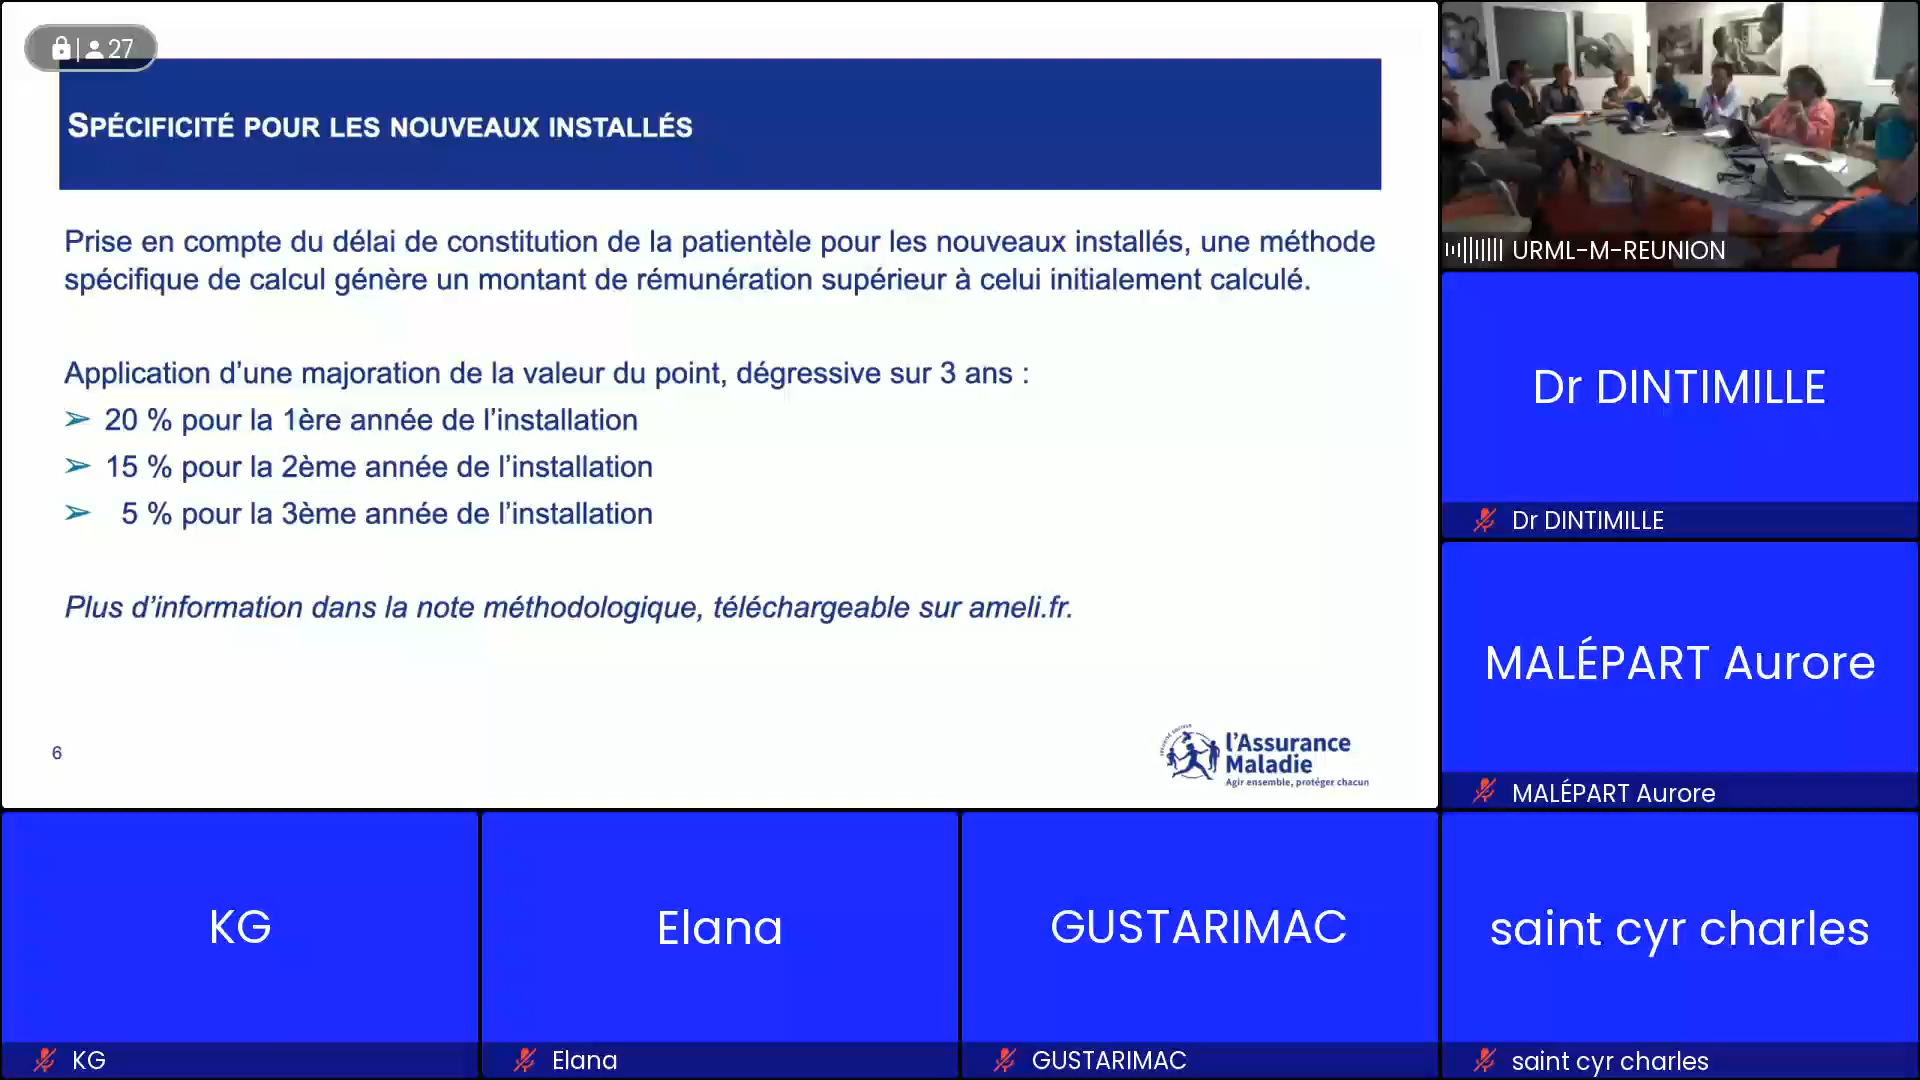 27
SPÉCIFICITÉ POUR LES NOUVEAUX INSTALLÉS
Prise en compte du délai de constitution de la patientèle pour les nouveaux installés, une méthode
spécifique de calcul génère un montant de rémunération supérieur à celui initialement calculé.
Application d’une majoration de la valeur du point, dégressive sur 3 ans :
➢ 20 % pour la 1ère année de l’installation
➢ 15 % pour la 2ème année de l’installation
➢ 5 % pour la 3ème année de l’installation
Plus d’information dans la note méthodologique, téléchargeable sur ameli.fr.
6
l'Assurance
Maladie
Agir ensemble, protéger chacun
URML-M-REUNION
Dr DINTIMILLE
Dr DINTIMILLE
MALÉPART Aurore
MALÉPART Aurore
KG
KG
Elana
Elana
GUSTARIMAC
GUSTARIMAC
saint cyr charles
saint cyr charles